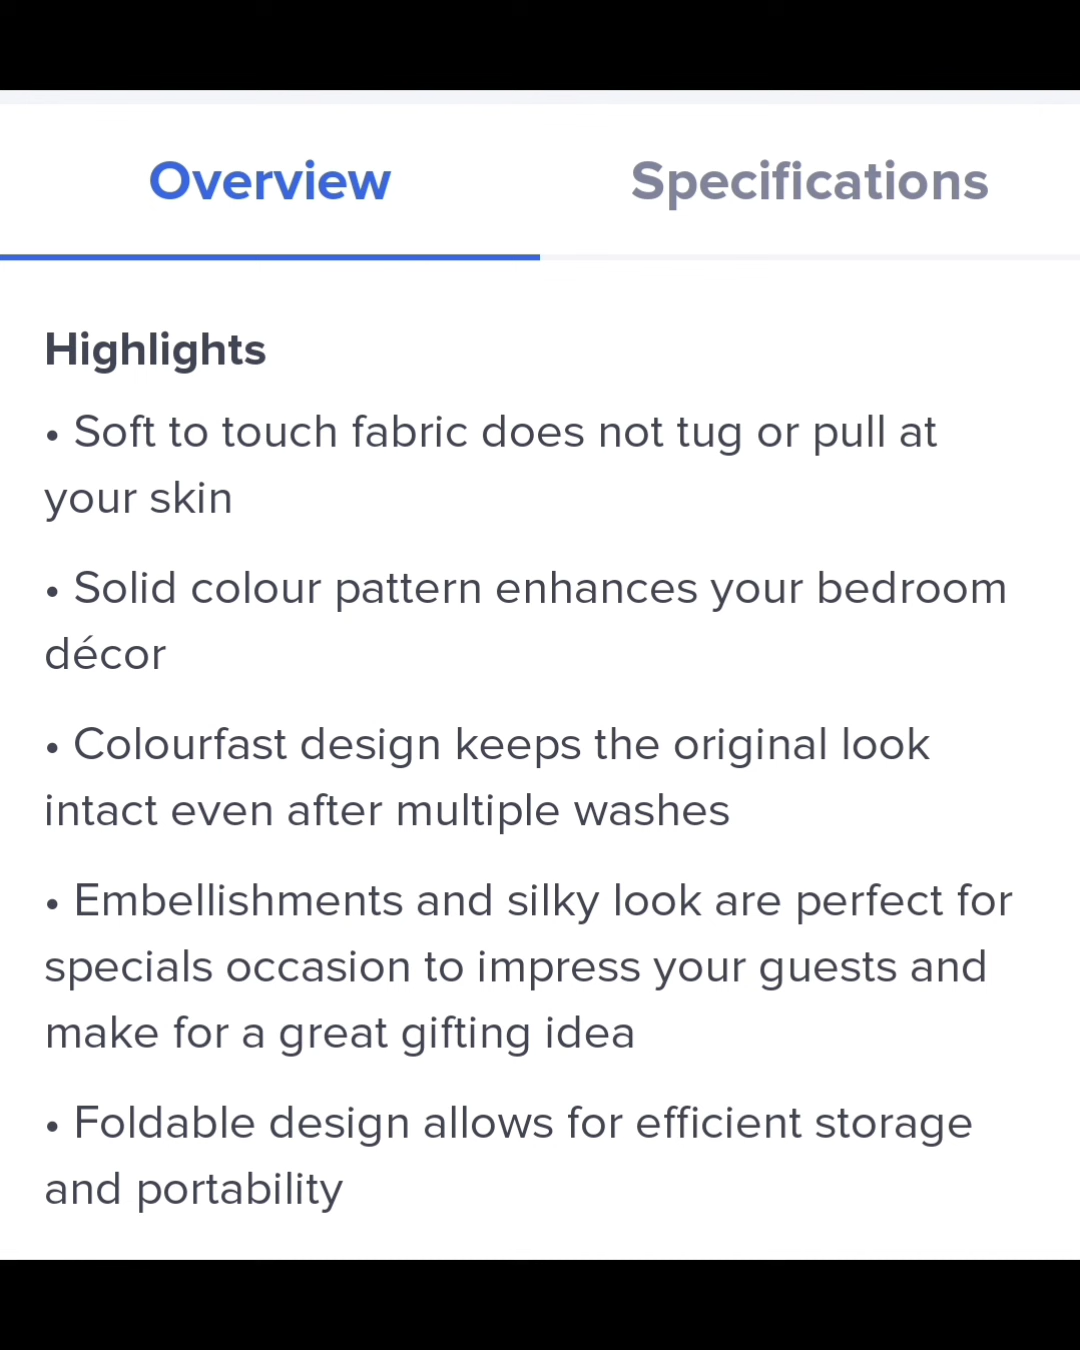 Overview
Specifications
Highlights
• Soft to touch fabric does not tug or pull at
your skin
• Solid colour pattern enhances your bedroom
décor
• Colourfast design keeps the original look
intact even after multiple washes
• Embellishments and silky look are perfect for
specials occasion to impress your guests and
make for a great gifting idea
• Foldable design allows for efficient storage
and portability